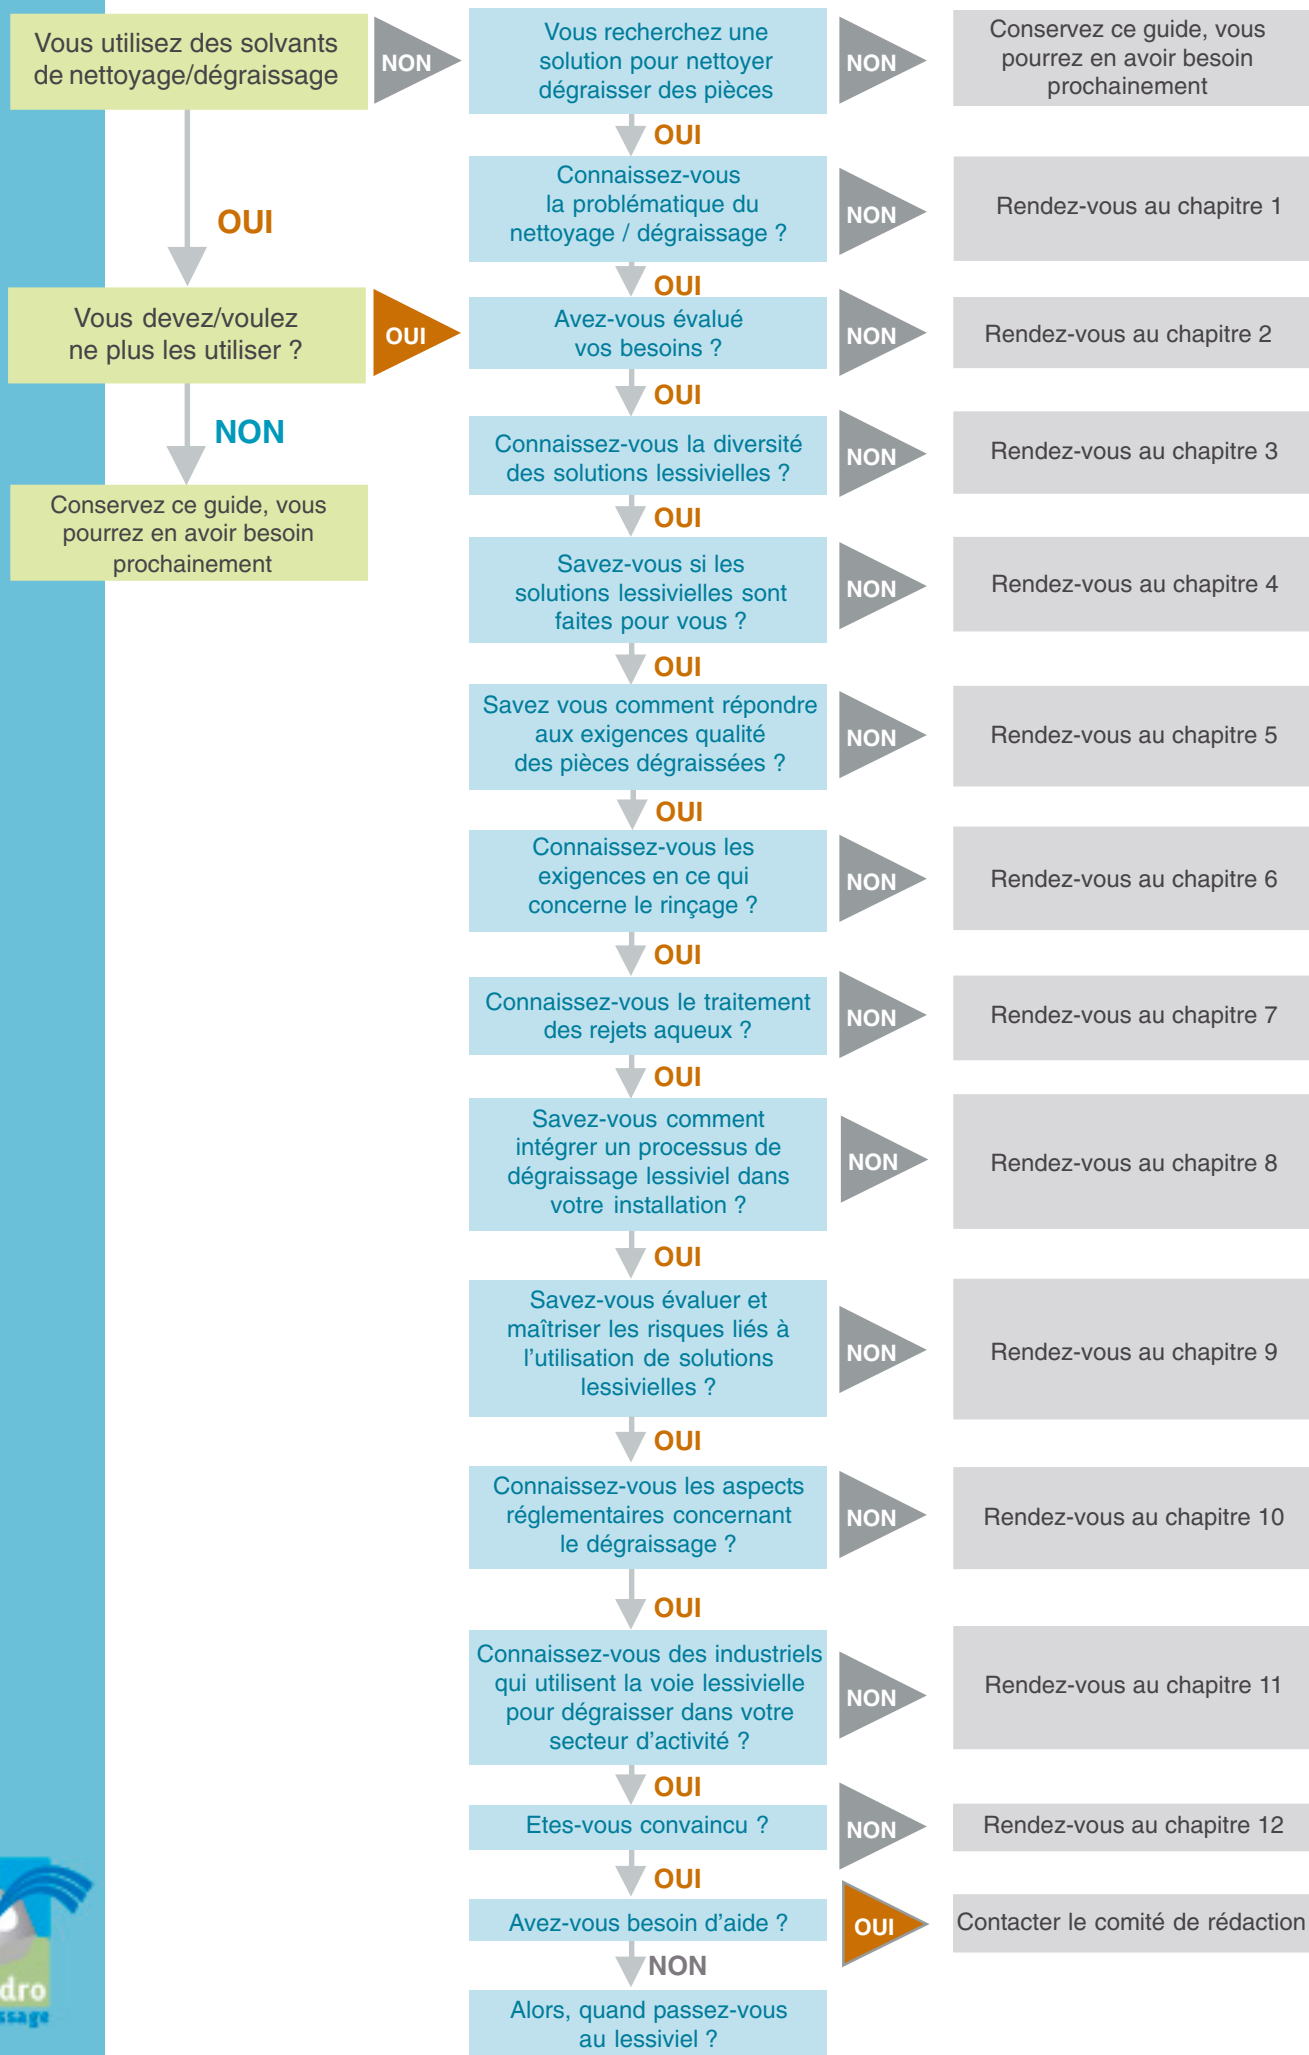 Vous utilisez des solvants
de nettoyage/dégraissage
NON
Vous recherchez une
solution pour nettoyer
dégraisser des pièces
NON
Conservez ce guide, vous
pourrez en avoir besoin
prochainement
OUI
OUI
Connaissez-vous
la problématique du
nettoyage / dégraissage ?
NON
Rendez-vous au chapitre 1
OUI
Vous devez/voulez
ne plus les utiliser ?
OUI
Avez-vous évalué
vos besoins ?
NON
Rendez-vous au chapitre 2
NON
Conservez ce guide, vous
pourrez en avoir besoin
prochainement
OUI
Connaissez-vous la diversité
des solutions lessivielles ?
NON
Rendez-vous au chapitre 3
OUI
Savez-vous si les
solutions lessivielles sont
faites pour vous ?
NON
Rendez-vous au chapitre 4
OUI
Savez vous comment répondre
aux exigences qualité
des pièces dégraissées ?
NON
Rendez-vous au chapitre 5
OUI
Connaissez-vous les
exigences en ce qui
concerne le rinçage ?
NON
Rendez-vous au chapitre 6
OUI
Connaissez-vous le traitement
des rejets aqueux ?
NON
Rendez-vous au chapitre 7
OUI
Savez-vous comment
intégrer un processus de
dégraissage lessiviel dans
votre installation ?
NON
Rendez-vous au chapitre 8
OUI
Savez-vous évaluer et
maîtriser les risques liés à
l'utilisation de solutions
lessivielles ?
NON
Rendez-vous au chapitre 9
OUI
Connaissez-vous les aspects
réglementaires concernant
le dégraissage ?
NON
Rendez-vous au chapitre 10
OUI
Connaissez-vous des industriels
qui utilisent la voie lessivielle
pour dégraisser dans votre
secteur d'activité ?
NON
Rendez-vous au chapitre 11
OUI
Etes-vous convaincu ?
NON
Rendez-vous au chapitre 12
OUI
Avez-vous besoin d'aide ?
OUI
Contacter le comité de rédaction
NON
Alors, quand passez-vous
au lessiviel ?
dro
ssage